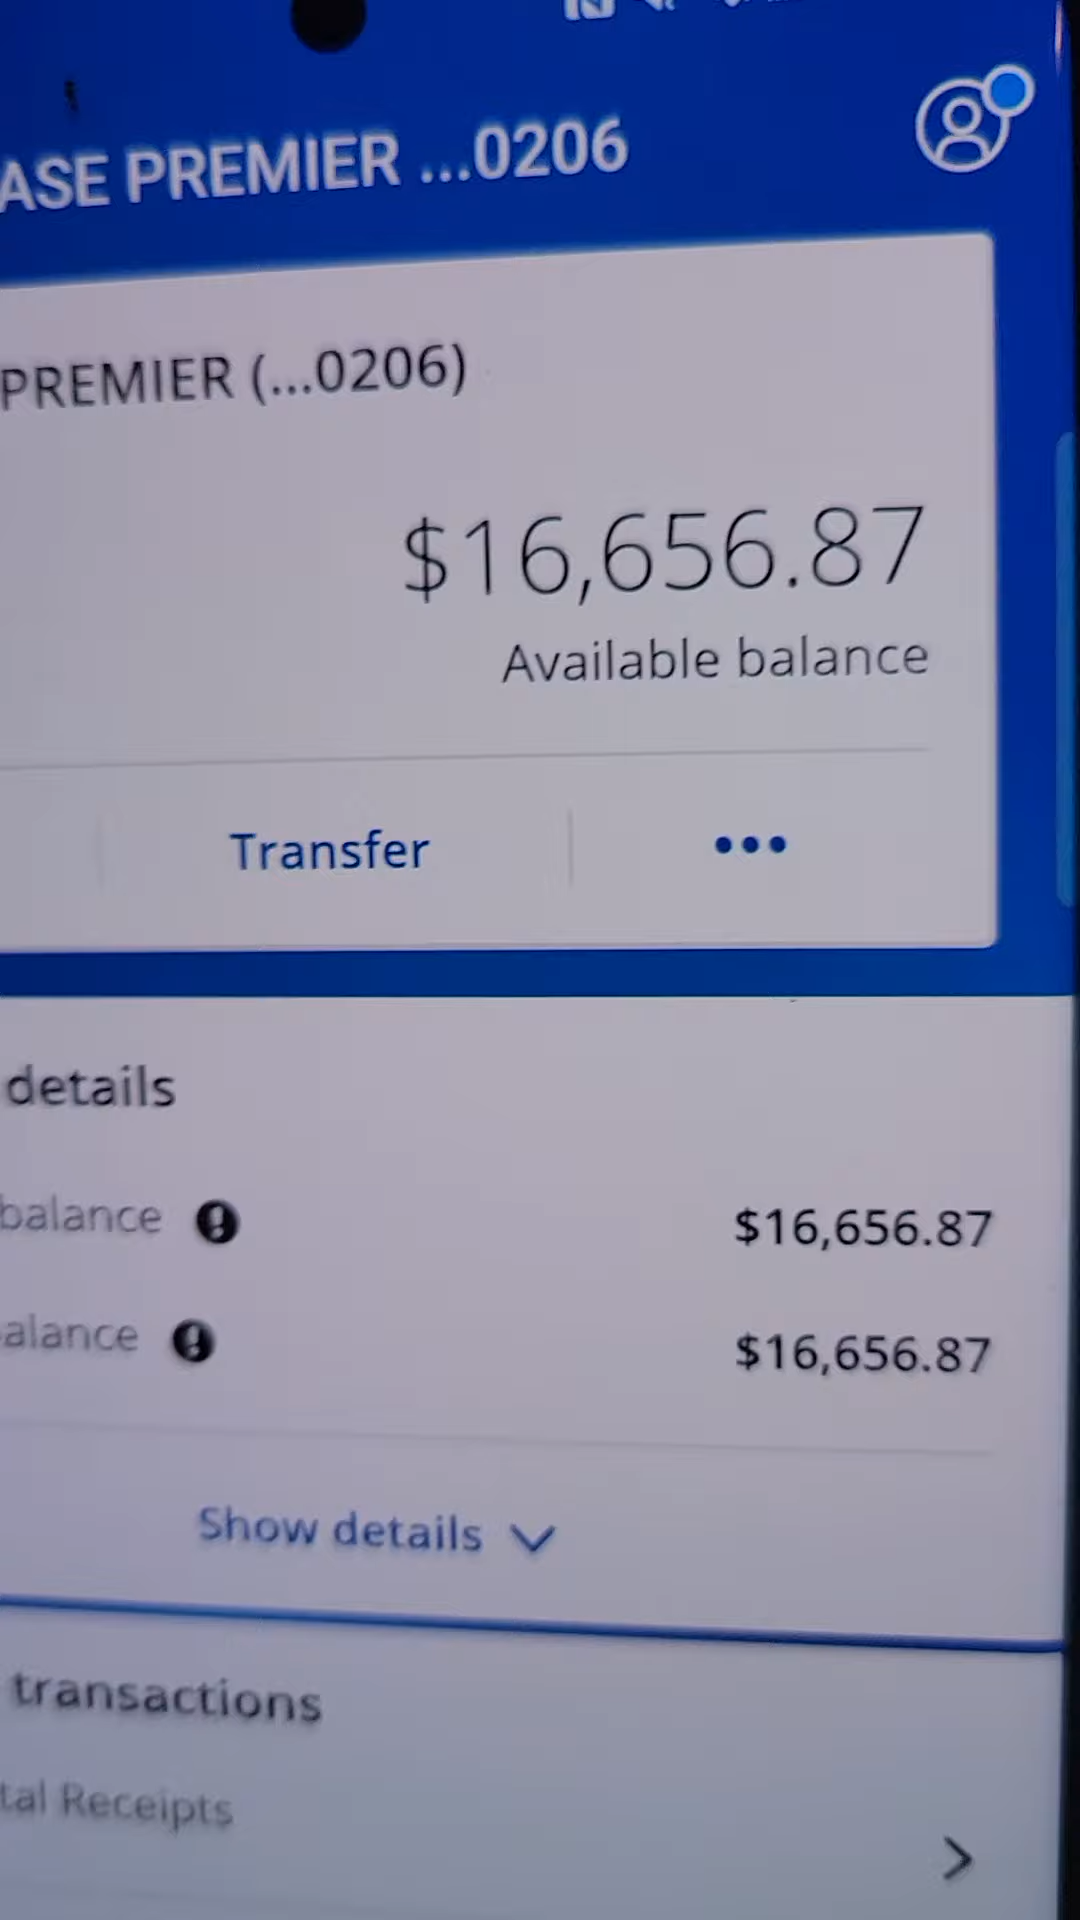 ASE PREMIER ...0206
PREMIER (...0206)
$16,656.87
Available balance
Transfer
details
balance
$16,656.87
alance
$16,656.87
Show details
transactions
tal Receipts